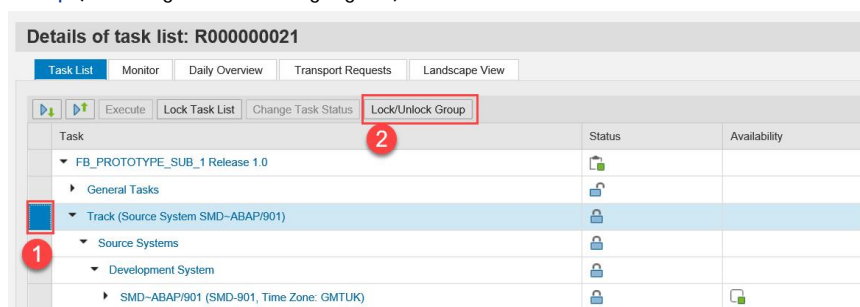 Details of task list: R000000021
Task List Monitor Daily Overview Transport Requests Landscape View
Execute Lock Task List Change Task Status Lock/Unlock Group
2
Task Status Availability
FB_PROTOTYPE_SUB_1 Release 1.0
General Tasks
Track (Source System SMD~ABAP/901)
1
Source Systems
Development System
SMD~ABAP/901 (SMD-901, Time Zone: GMTUK)